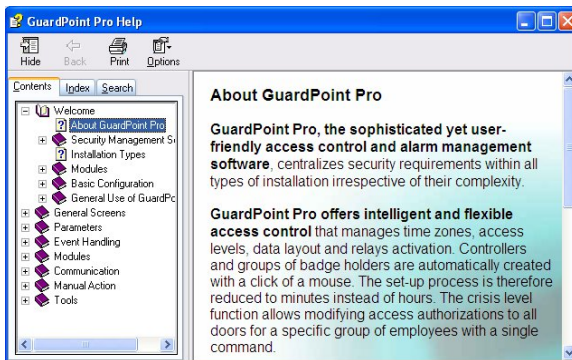 GuardPoint Pro Help
Hide Back Print Options
Contents Index Search
Welcome
About GuardPoint Pro
Security Management S
Installation Types
Modules
Basic Configuration
General Use of GuardPc
General Screens
Parameters
Event Handling
Modules
Communication
Manual Action
Tools
About GuardPoint Pro
GuardPoint Pro, the sophisticated yet user-
friendly access control and alarm management
software, centralizes security requirements within all
types of installation irrespective of their complexity.
GuardPoint Pro offers intelligent and flexible
access control that manages time zones, access
levels, data layout and relays activation. Controllers
and groups of badge holders are automatically created
with a click of a mouse. The set-up process is therefore
reduced to minutes instead of hours. The crisis level
function allows modifying access authorizations to all
doors for a specific group of employees with a single
command.